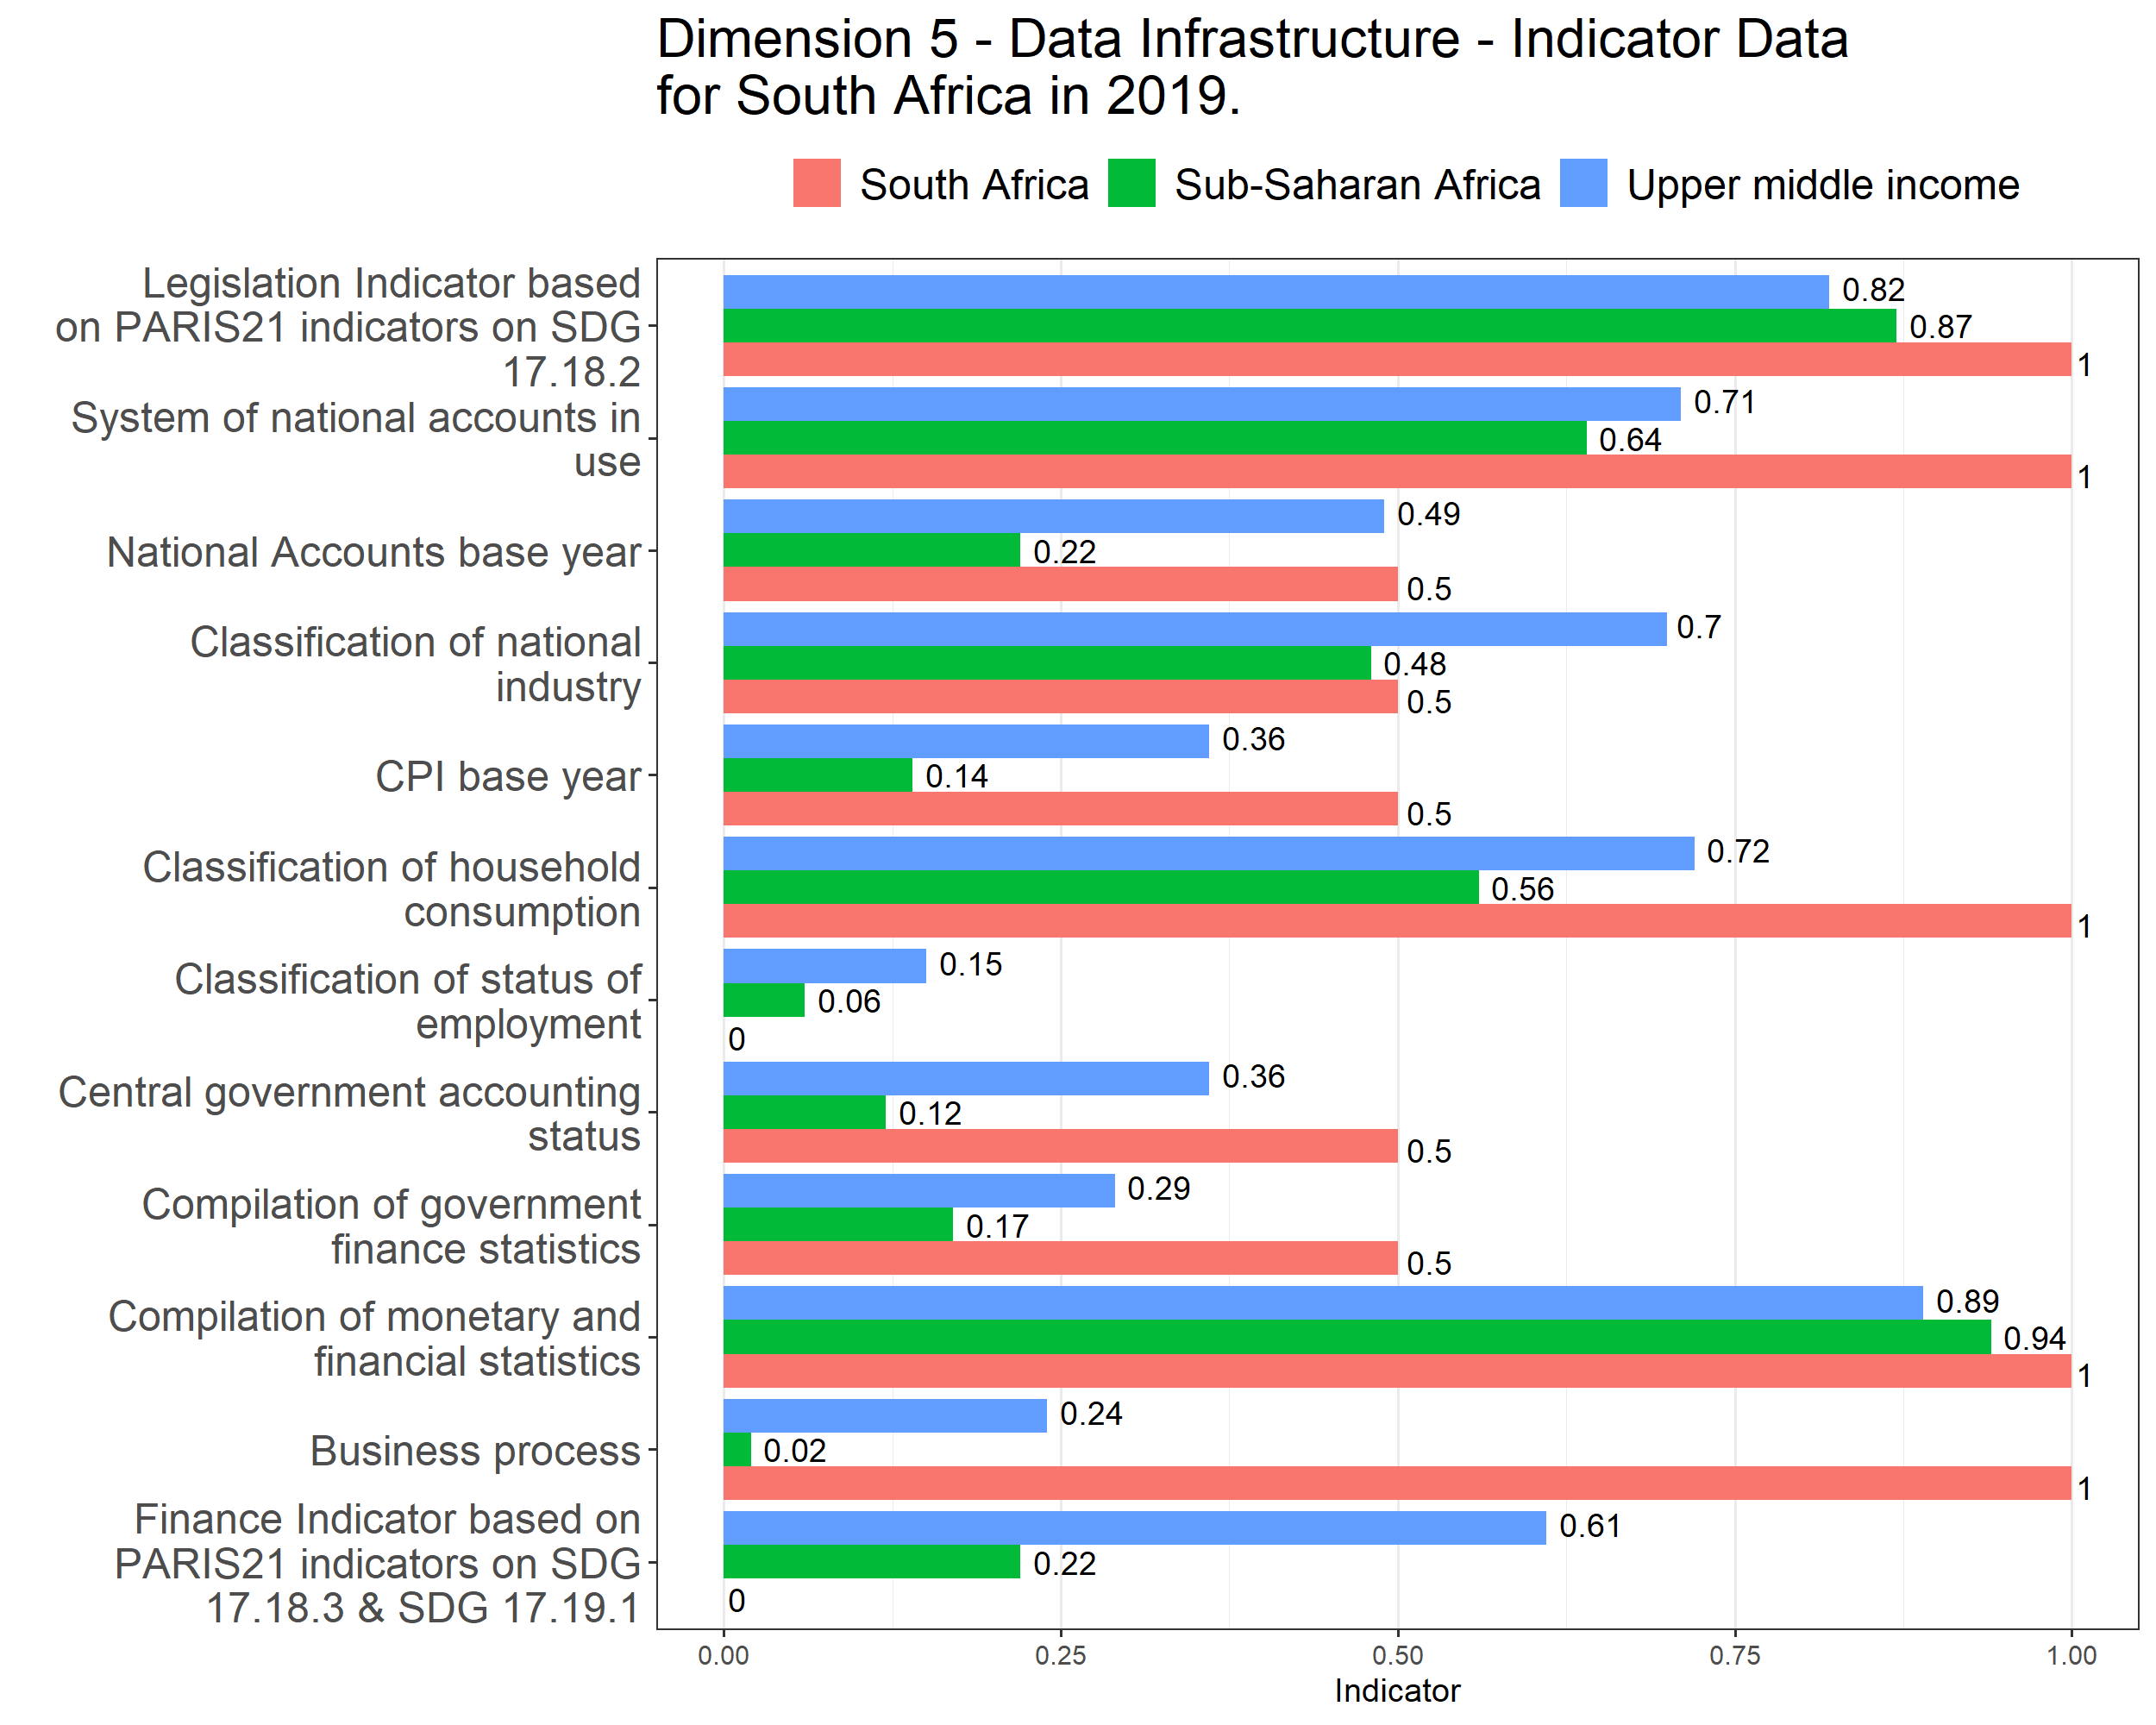 Dimension 5 - Data Infrastructure - Indicator Data
for South Africa in 2019.
South Africa Sub-Saharan Africa Upper middle income
Legislation Indicator based
on PARIS21 indicators on SDG
17.18.2
0.82
0.87
1
System of national accounts in
use
0.71
0.64
1
National Accounts base year
0.49
0.22
0.5
Classification of national
industry
0.7
0.48
0.5
CPI base year
0.36
0.14
0.5
Classification of household
consumption
0.72
0.56
1
Classification of status of
employment
0.15
0.06
0
Central government accounting
status
0.36
0.12
0.5
Compilation of government
finance statistics
0.29
0.17
0.5
Compilation of monetary and
financial statistics
0.89
0.94
1
Business process
0.24
0.02
1
Finance Indicator based on
PARIS21 indicators on SDG
17.18.3 & SDG 17.19.1
0.61
0.22
0
0.00 0.25 0.50 0.75 1.00
Indicator